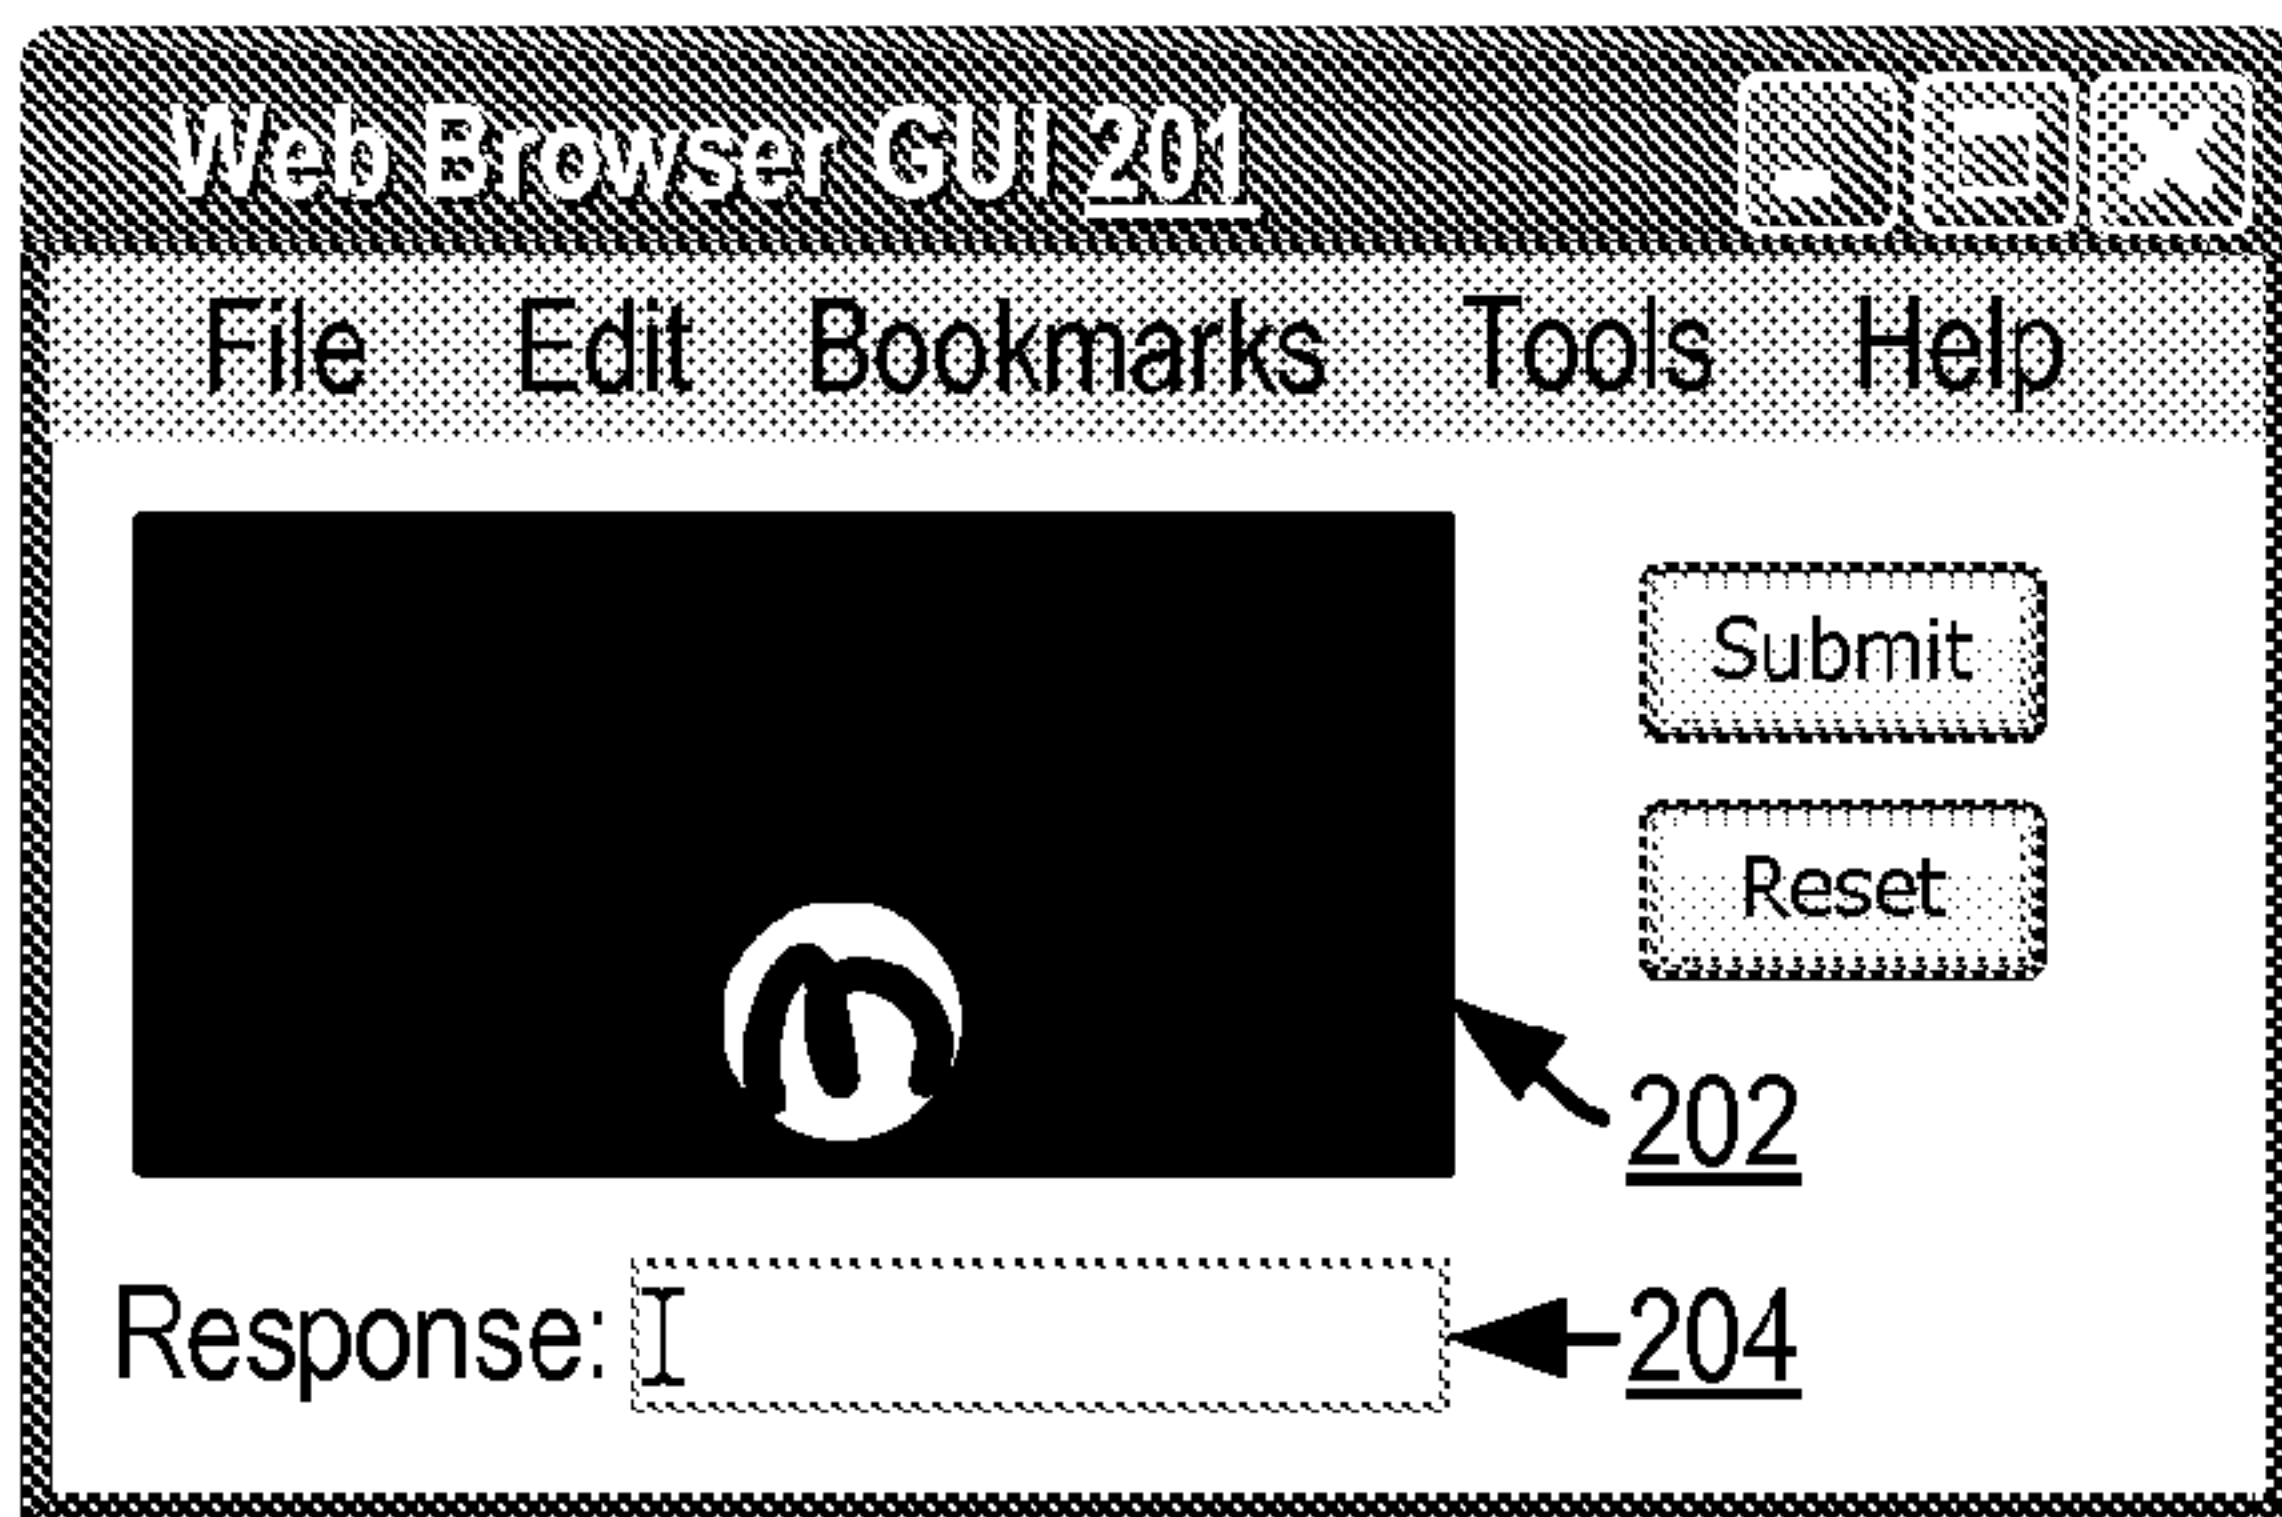 Web Browser GUI 201
File Edit Bookmarks Tools Help
Submit
Reset
m
202
Response:
204